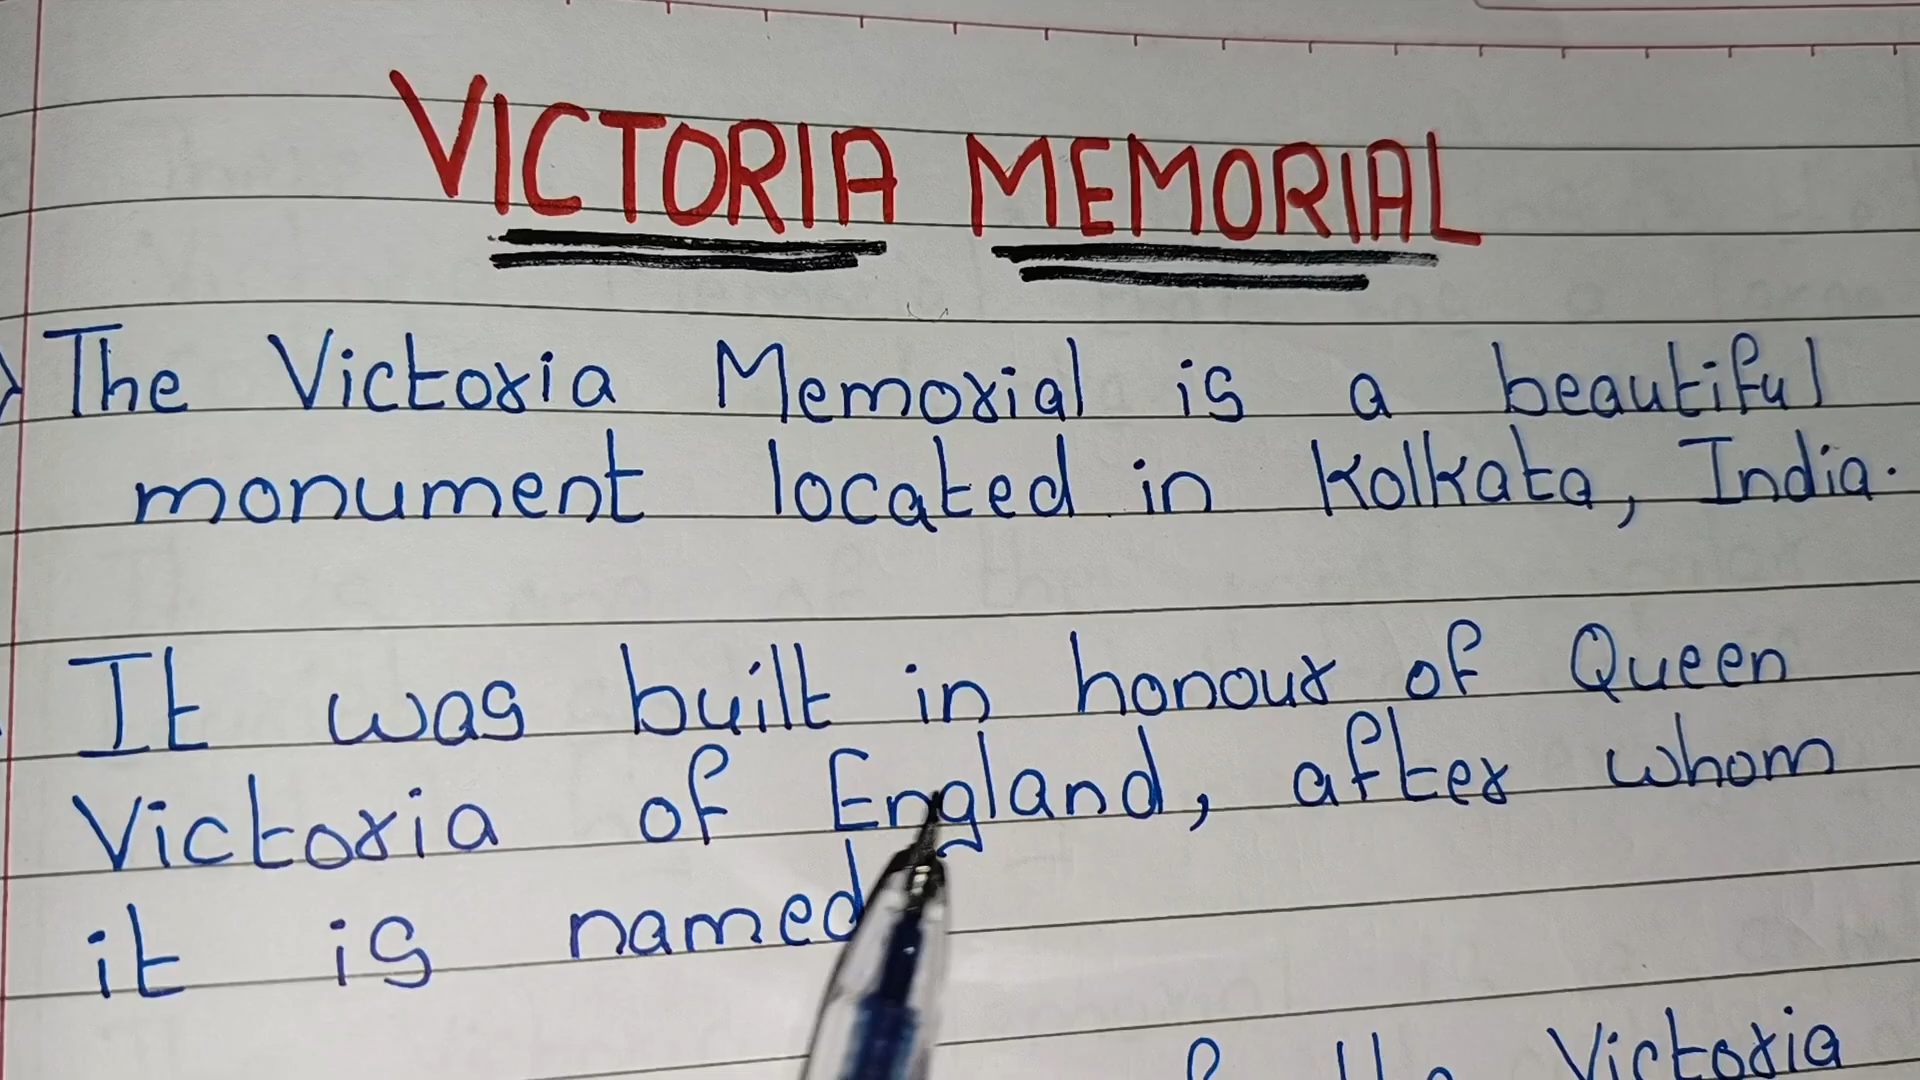 VICTORIA MEMORIAL
The Victoria Memorial is a beautiful
monument located in Kolkata, India.
It was built in honour of Queen
Victoria of England, after whom
it is named
Victoria